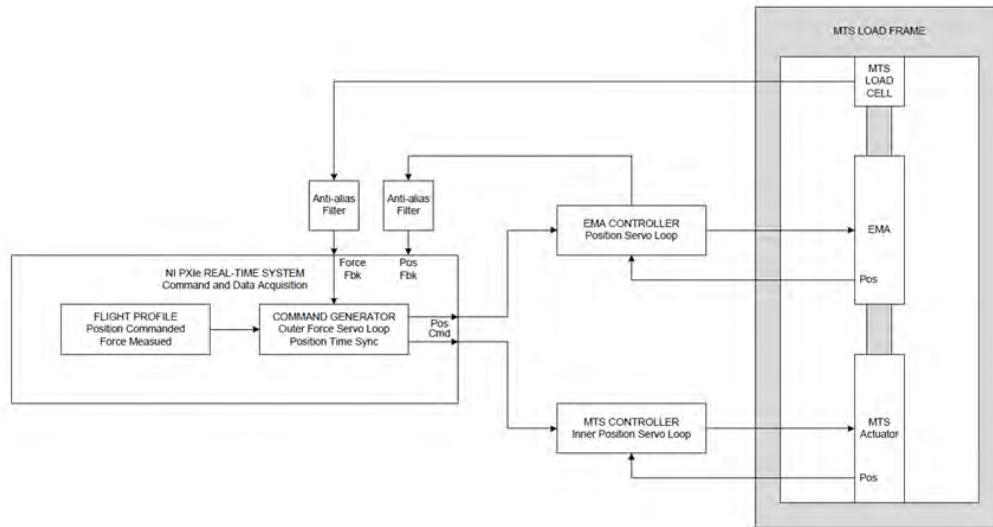 MTS LOAD FRAME
MTS
LOAD
CELL
Anti-alias
Filter
Anti-alias
Filter
EMA CONTROLLER
Position Servo Loop
EMA
Pos
NI PXIe REAL-TIME SYSTEM
Command and Data Acquisition
Force
Fbk
Pos
Fbk
FLIGHT PROFILE
Position Commanded
Force Measued
COMMAND GENERATOR
Outer Force Servo Loop
Position Time Sync
Pos
Cmd
MTS CONTROLLER
Inner Position Servo Loop
MTS
Actuator
Pos